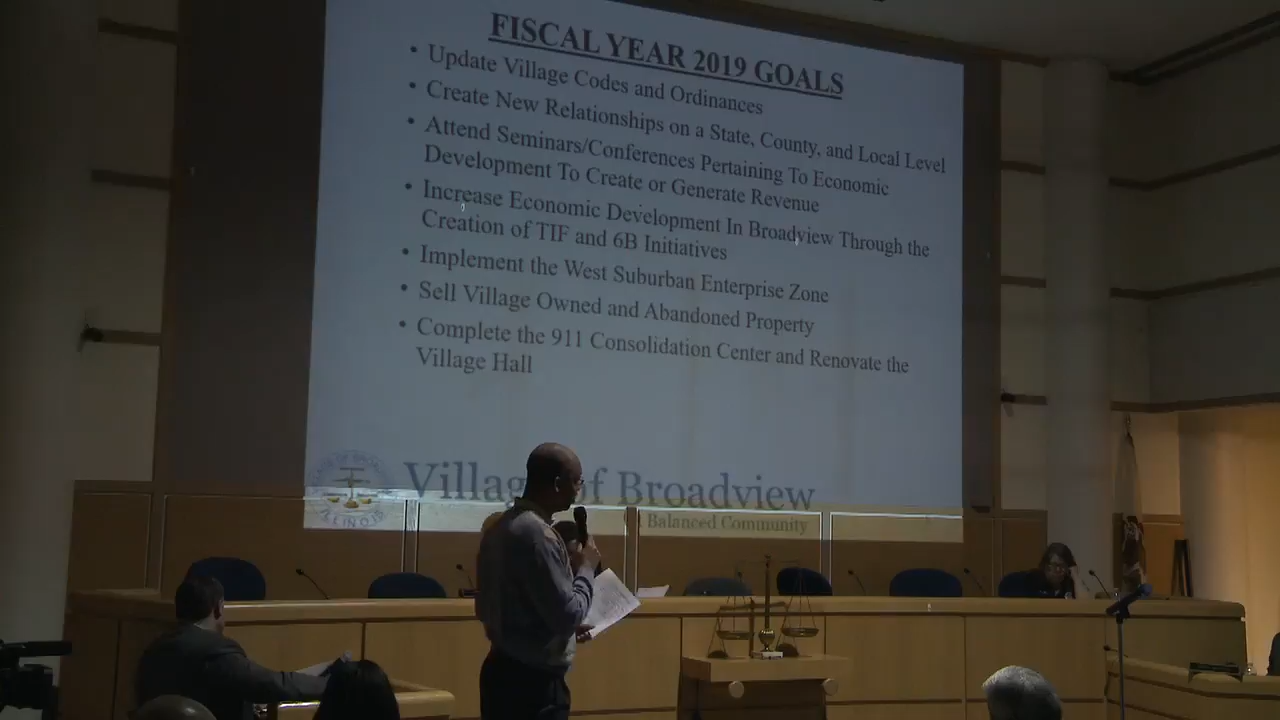 FISCAL YEAR 2019 GOALS
• Update Village Codes and Ordinances
• Create New Relationships on a State, County, and Local Level
• Attend Seminars/Conferences Pertaining To Economic
Development To Create or Generate Revenue
• Increase Economic Development In Broadview Through the
Creation of TIF and 6B Initiatives
• Implement the West Suburban Enterprise Zone
• Sell Village Owned and Abandoned Property
• Complete the 911 Consolidation Center and Renovate the
Village Hall
Village of Broadview
Balanced Community
ILLINOIS